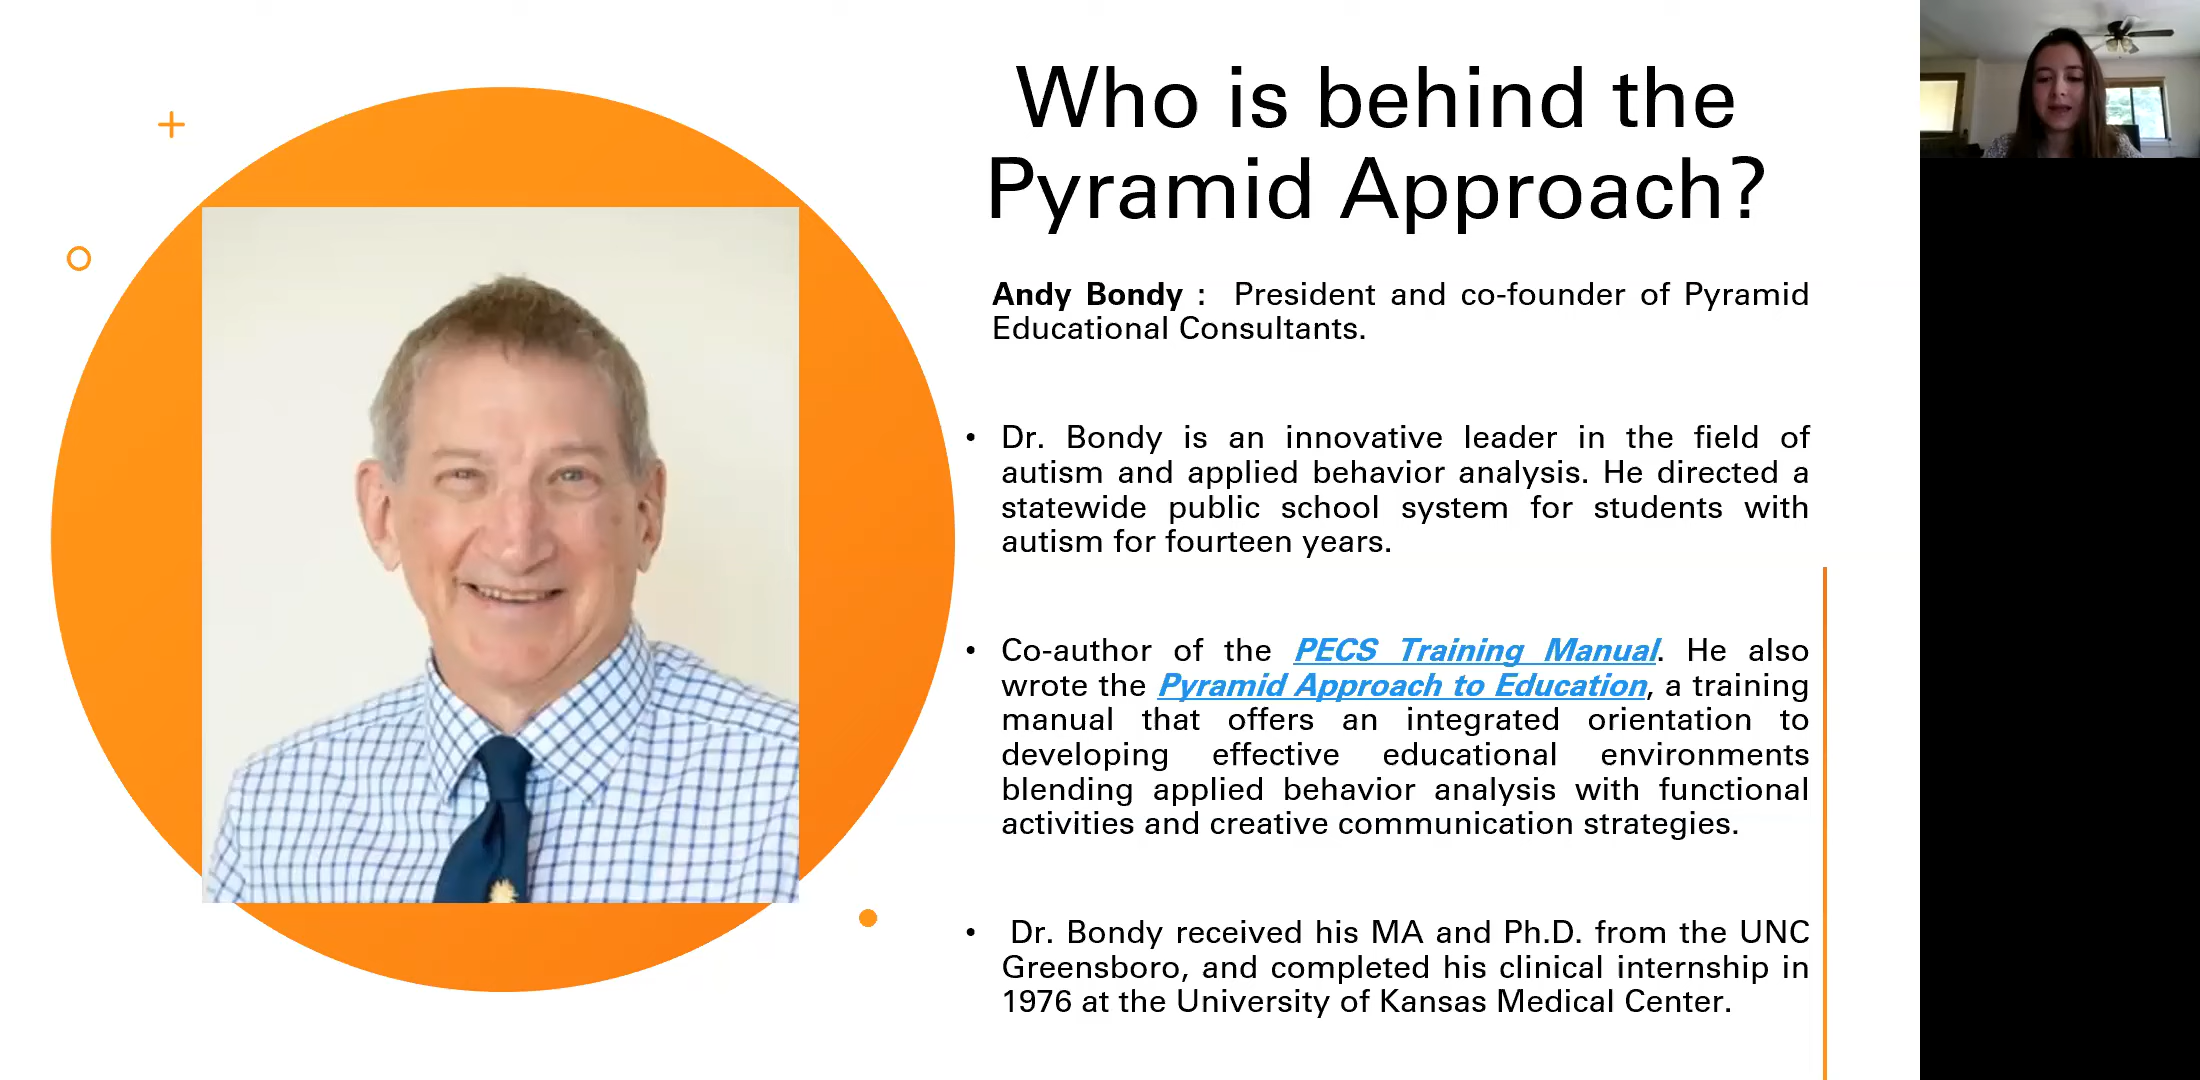 Who is behind the
Pyramid Approach?
Andy Bondy : President and co-founder of Pyramid
Educational Consultants.
• Dr. Bondy is an innovative leader in the field of
autism and applied behavior analysis. He directed a
statewide public school system for students with
autism for fourteen years.
• Co-author of the PECS Training Manual. He also
wrote the Pyramid Approach to Education, a training
manual that offers an integrated orientation to
developing effective educational environments
blending applied behavior analysis with functional
activities and creative communication strategies.
• Dr. Bondy received his MA and Ph.D. from the UNC
Greensboro, and completed his clinical internship in
1976 at the University of Kansas Medical Center.